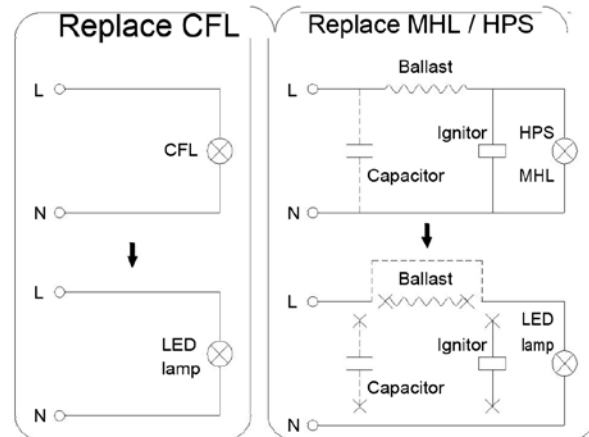 Replace CFL
L
CFL
N
L
LED
lamp
N
Replace MHL / HPS
Ballast
L
Ignitor
HPS
MHL
Capacitor
N
Ballast
L
LED
lamp
Ignitor
Capacitor
N